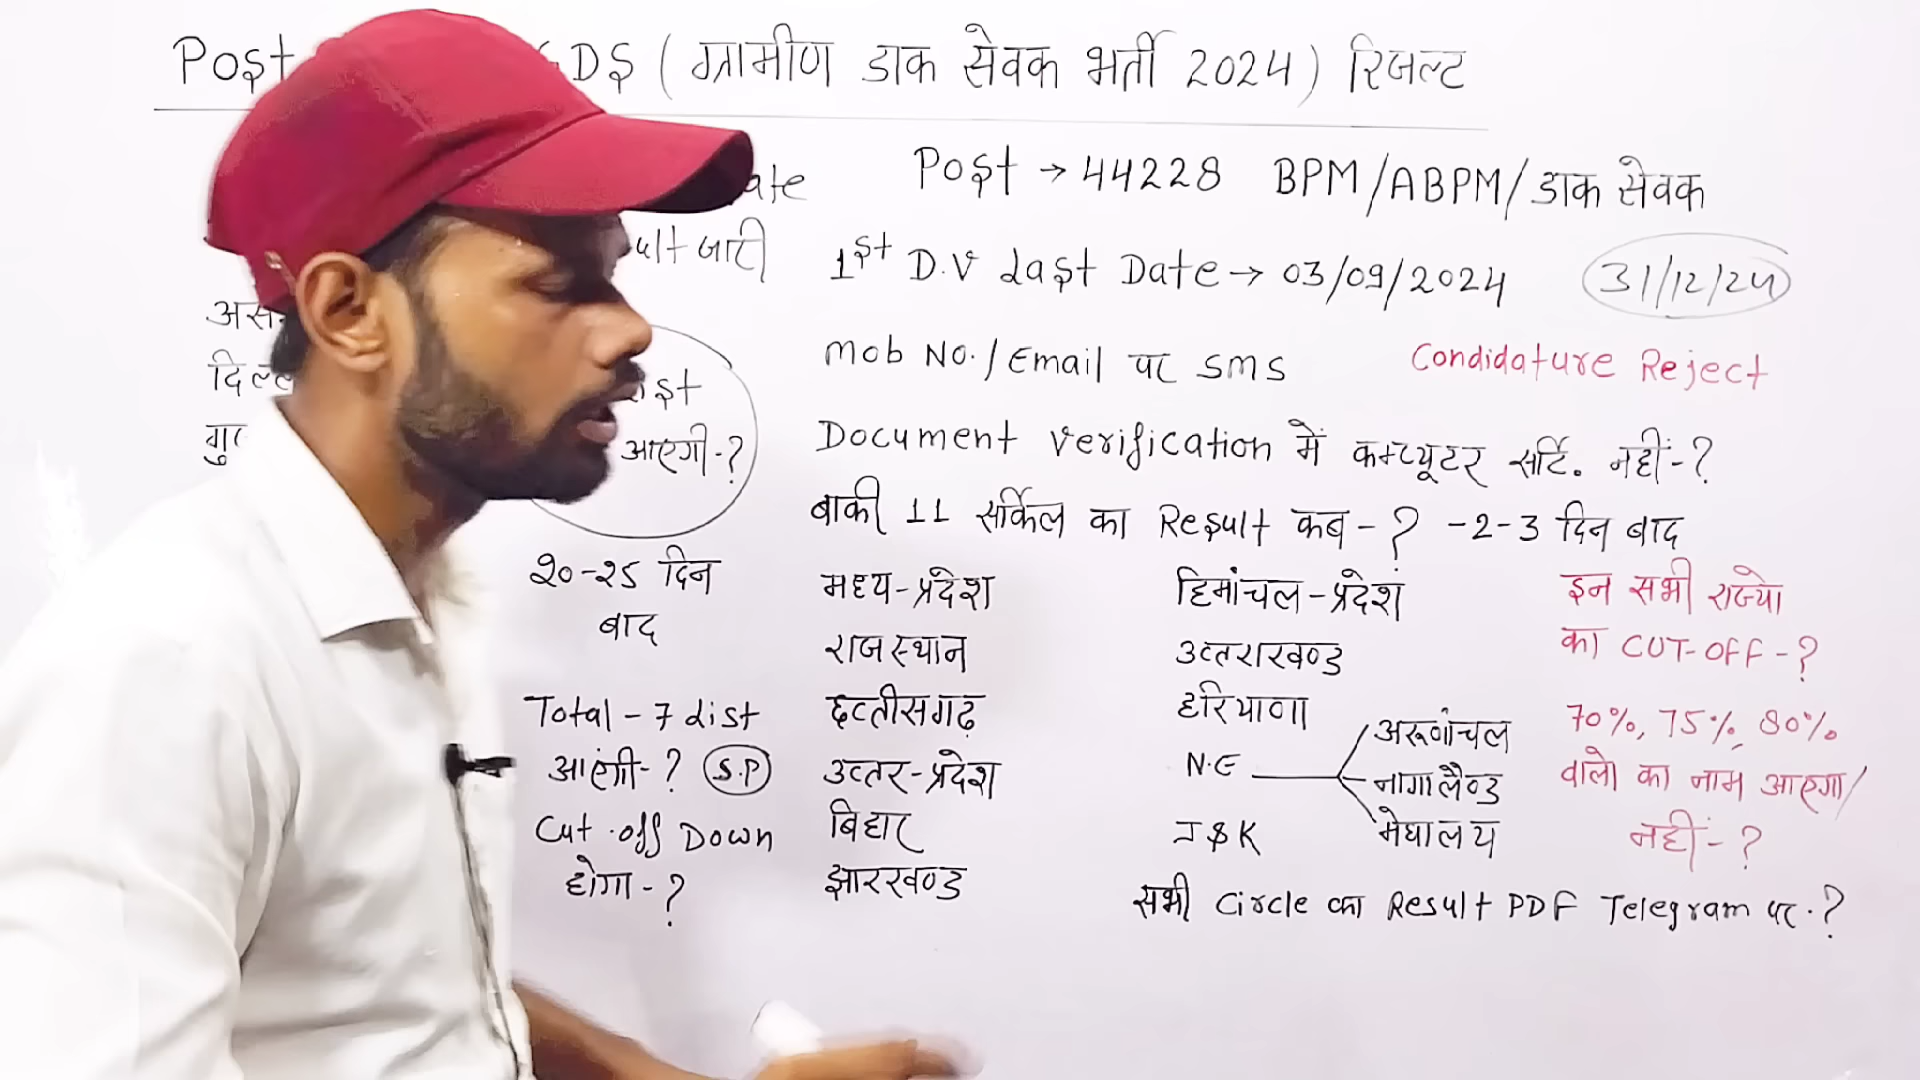 Post GDS ( ग्रामीण डाक सेवक भर्ती 2024 ) रिजल्ट
Post → 44228 BPM/ABPM/डाक सेवक
जारी
1st D.V Last Date → 03/09/2024 31/12/24
Mob No./Email पर SMS Condidature Reject
Document Verification में कम्प्यूटर सर्टि. नहीं-?
आएगी-?
बाकी 11 सर्किल का Result कब-? -2-3 दिन बाद
20-25 दिन
बाद
Total - 7 List
आएंगी-? S.P
Cut off Down
होगा-?
मध्य-प्रदेश
राजस्थान
छत्तीसगढ़
उत्तर-प्रदेश
बिहार
झारखण्ड
हिमांचल-प्रदेश
उत्तराखण्ड
हरियाणा
N.E
अरूणांचल
नागालैण्ड
मेघालय
J & K
इन सभी राज्यो
का CUT-OFF-?
70%, 75%, 80%
वालो का नाम आएगा/
नहीं-?
सभी Circle का Result PDF Telegram पर.?